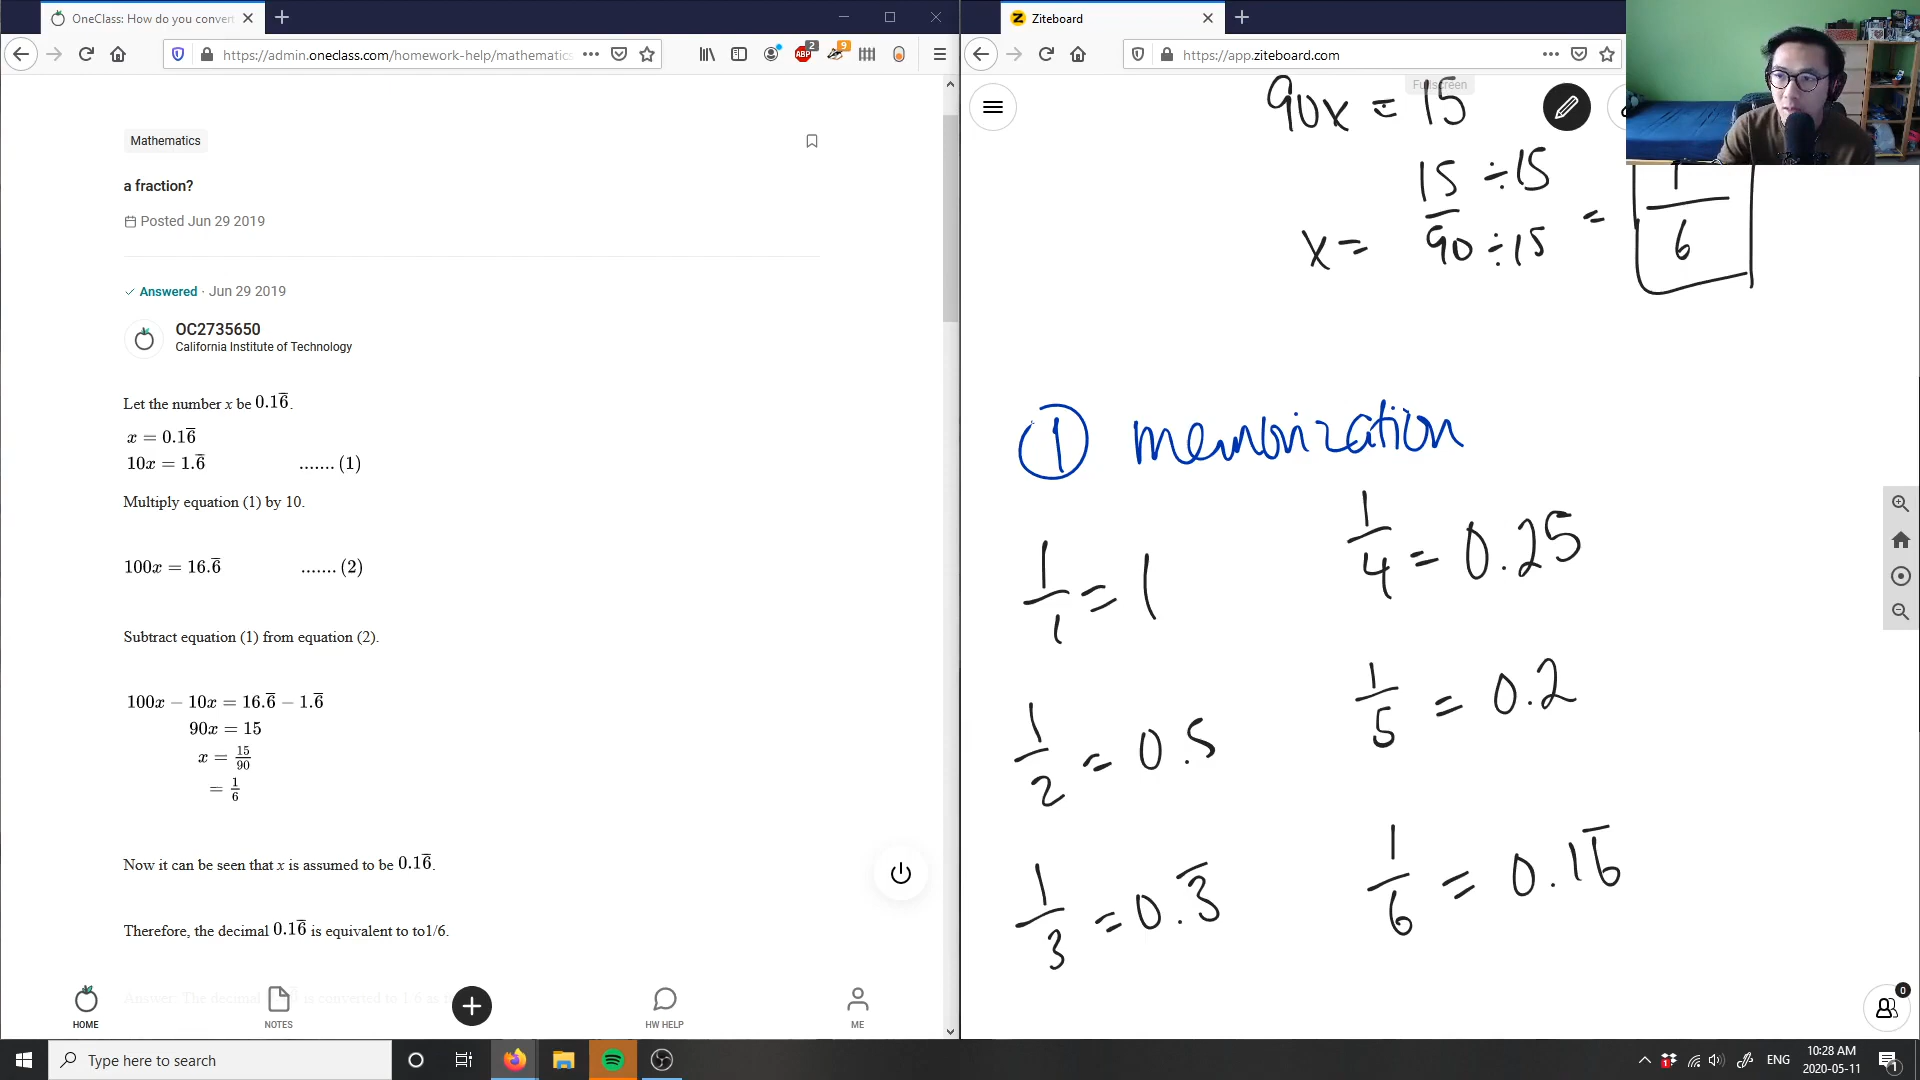 OneClass: How do you convert
https://admin.oneclass.com/homework-help/mathematics
ABP 2 9
Mathematics
a fraction?
Posted Jun 29 2019
Answered · Jun 29 2019
OC2735650
California Institute of Technology
Let the number x be 0.16̅.
x = 0.16̅
10x = 1.6̅ ....... (1)
Multiply equation (1) by 10.
100x = 16.6̅ ....... (2)
Subtract equation (1) from equation (2).
100x − 10x = 16.6̅ − 1.6̅
90x = 15
x = 15/90
= 1/6
Now it can be seen that x is assumed to be 0.16̅.
Therefore, the decimal 0.16̅ is equivalent to to1/6.
HOME
NOTES
HW HELP
ME
Ziteboard
https://app.ziteboard.com
Fullscreen
90x = 15
x = 15 ÷15 / 90 ÷15 = 1/6
① memorization
1/1 = 1
1/2 = 0.5
1/3 = 0.3̅
1/4 = 0.25
1/5 = 0.2
1/6 = 0.16̅
0
Type here to search
ENG
10:28 AM
2020-05-11
1